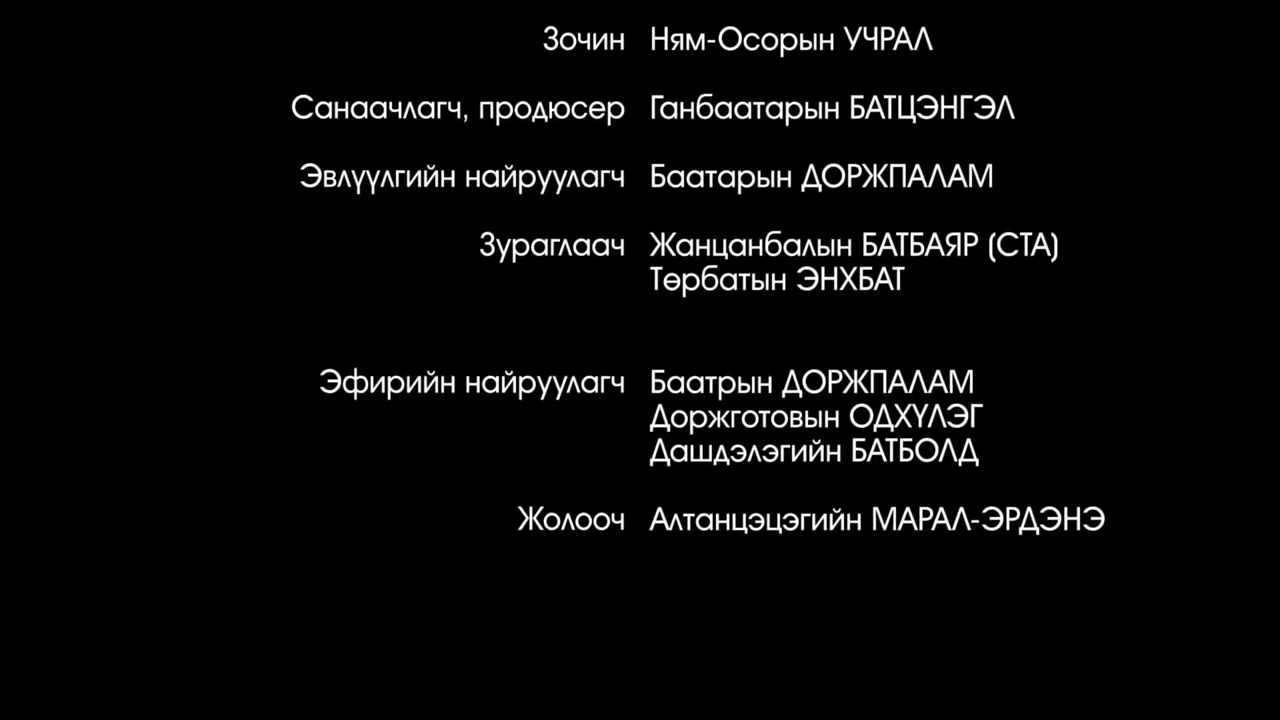 Зочин Ням-Осорын УЧРАЛ
Санаачлагч, продюсер Ганбаатарын БАТЦЭНГЭЛ
Эвлүүлгийн найруулагч Баатарын ДОРЖПАЛАМ
Зураглаач Жанцанбалын БАТБАЯР (СТА)
Төрбатын ЭНХБАТ
Эфирийн найруулагч Баатрын ДОРЖПАЛАМ
Доржготовын ОДХҮЛЭГ
Дашдэлэгийн БАТБОЛД
Жолооч Алтанцэцэгийн МАРАЛ-ЭРДЭНЭ